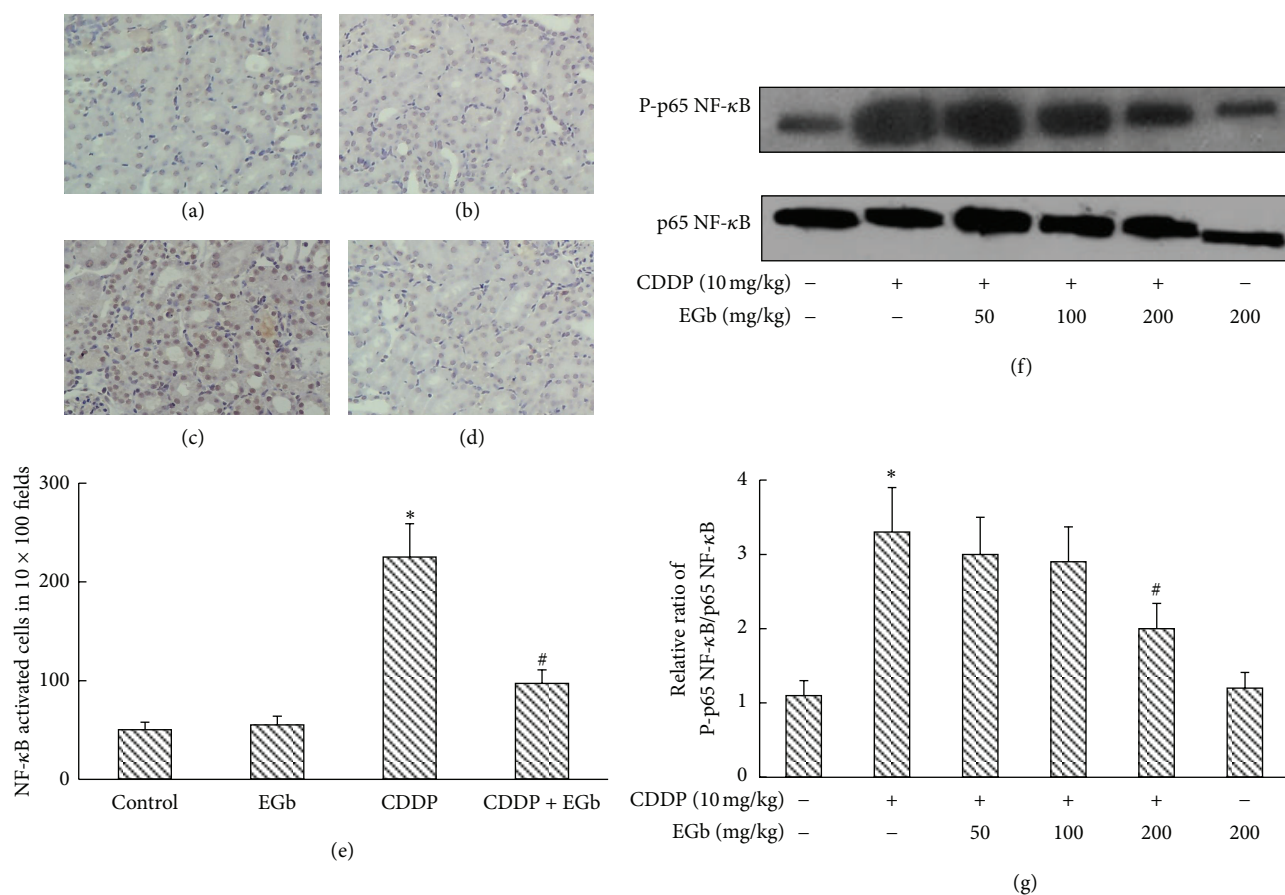 (a)
(b)
(c)
(d)
NF-κB activated cells in 10 × 100 fields
300
200
100
0
*
#
Control EGb CDDP CDDP + EGb
(e)
P-p65 NF-κB
p65 NF-κB
CDDP (10 mg/kg) − + + + + −
EGb (mg/kg) − − 50 100 200 200
(f)
Relative ratio of
P-p65 NF-κB/p65 NF-κB
4
3
2
1
0
*
#
CDDP (10 mg/kg) − + + + + −
EGb (mg/kg) − − 50 100 200 200
(g)